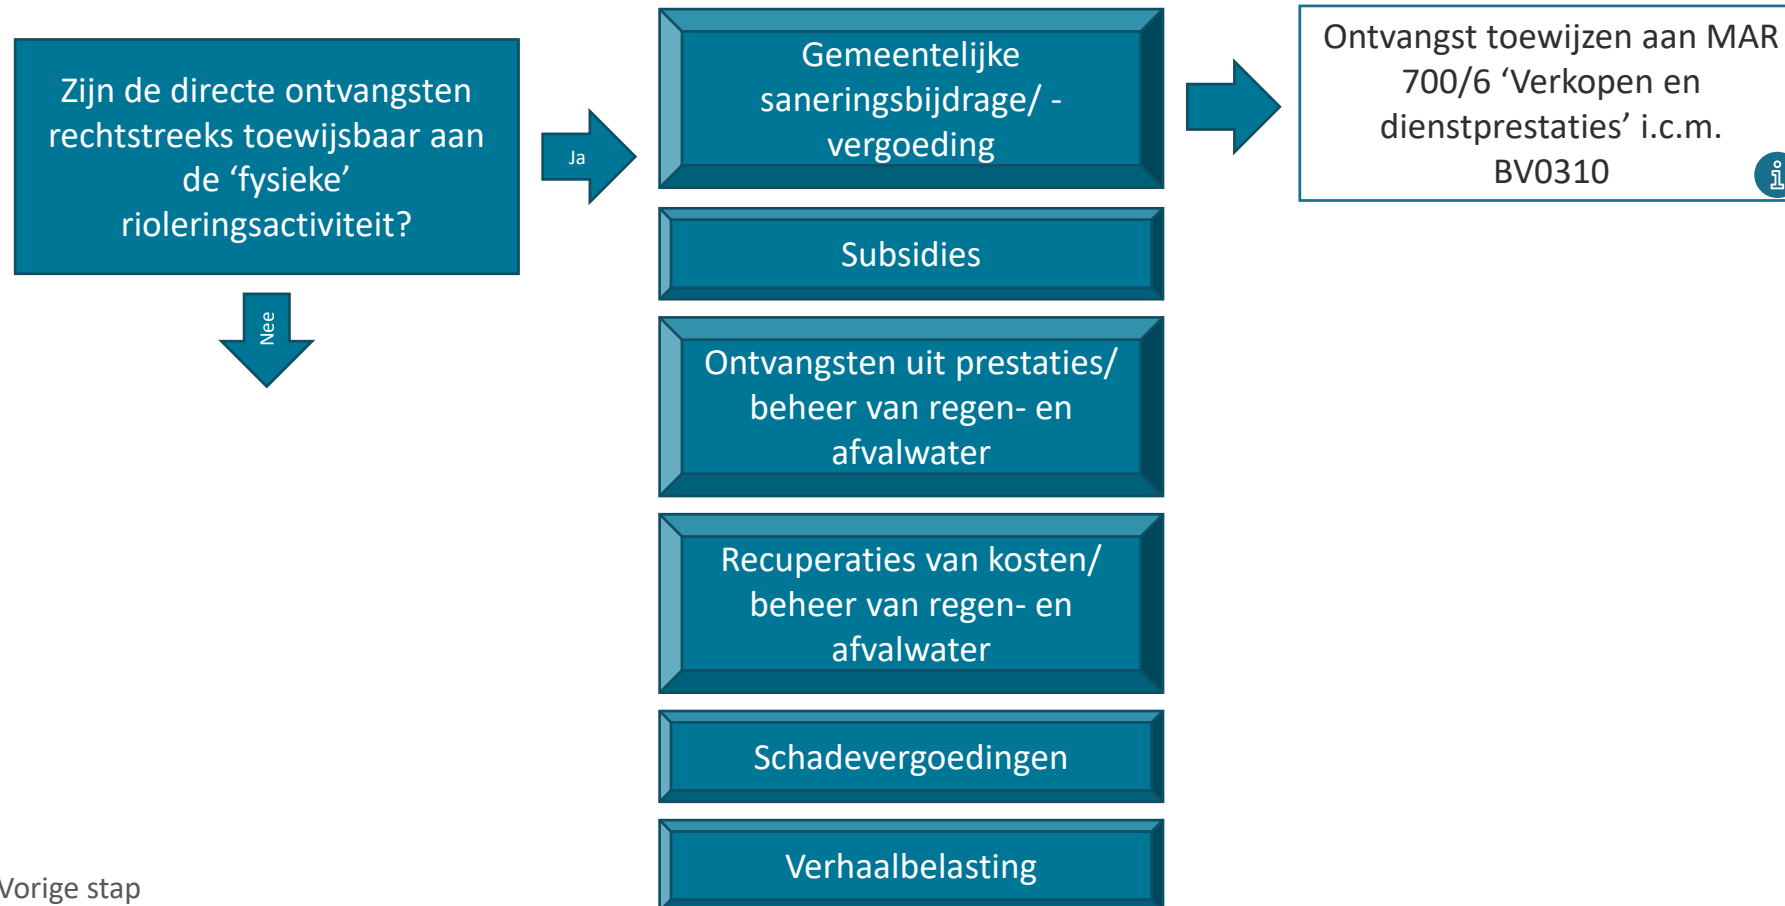 Zijn de directe ontvangsten
rechtstreeks toewijsbaar aan
de ‘fysieke’
rioleringsactiviteit?
Ja
Nee
Gemeentelijke
saneringsbijdrage/ -
vergoeding
Ontvangst toewijzen aan MAR
700/6 ‘Verkopen en
dienstprestaties’ i.c.m.
BV0310
i
Subsidies
Ontvangsten uit prestaties/
beheer van regen- en
afvalwater
Recuperaties van kosten/
beheer van regen- en
afvalwater
Schadevergoedingen
Verhaalbelasting
Vorige stap